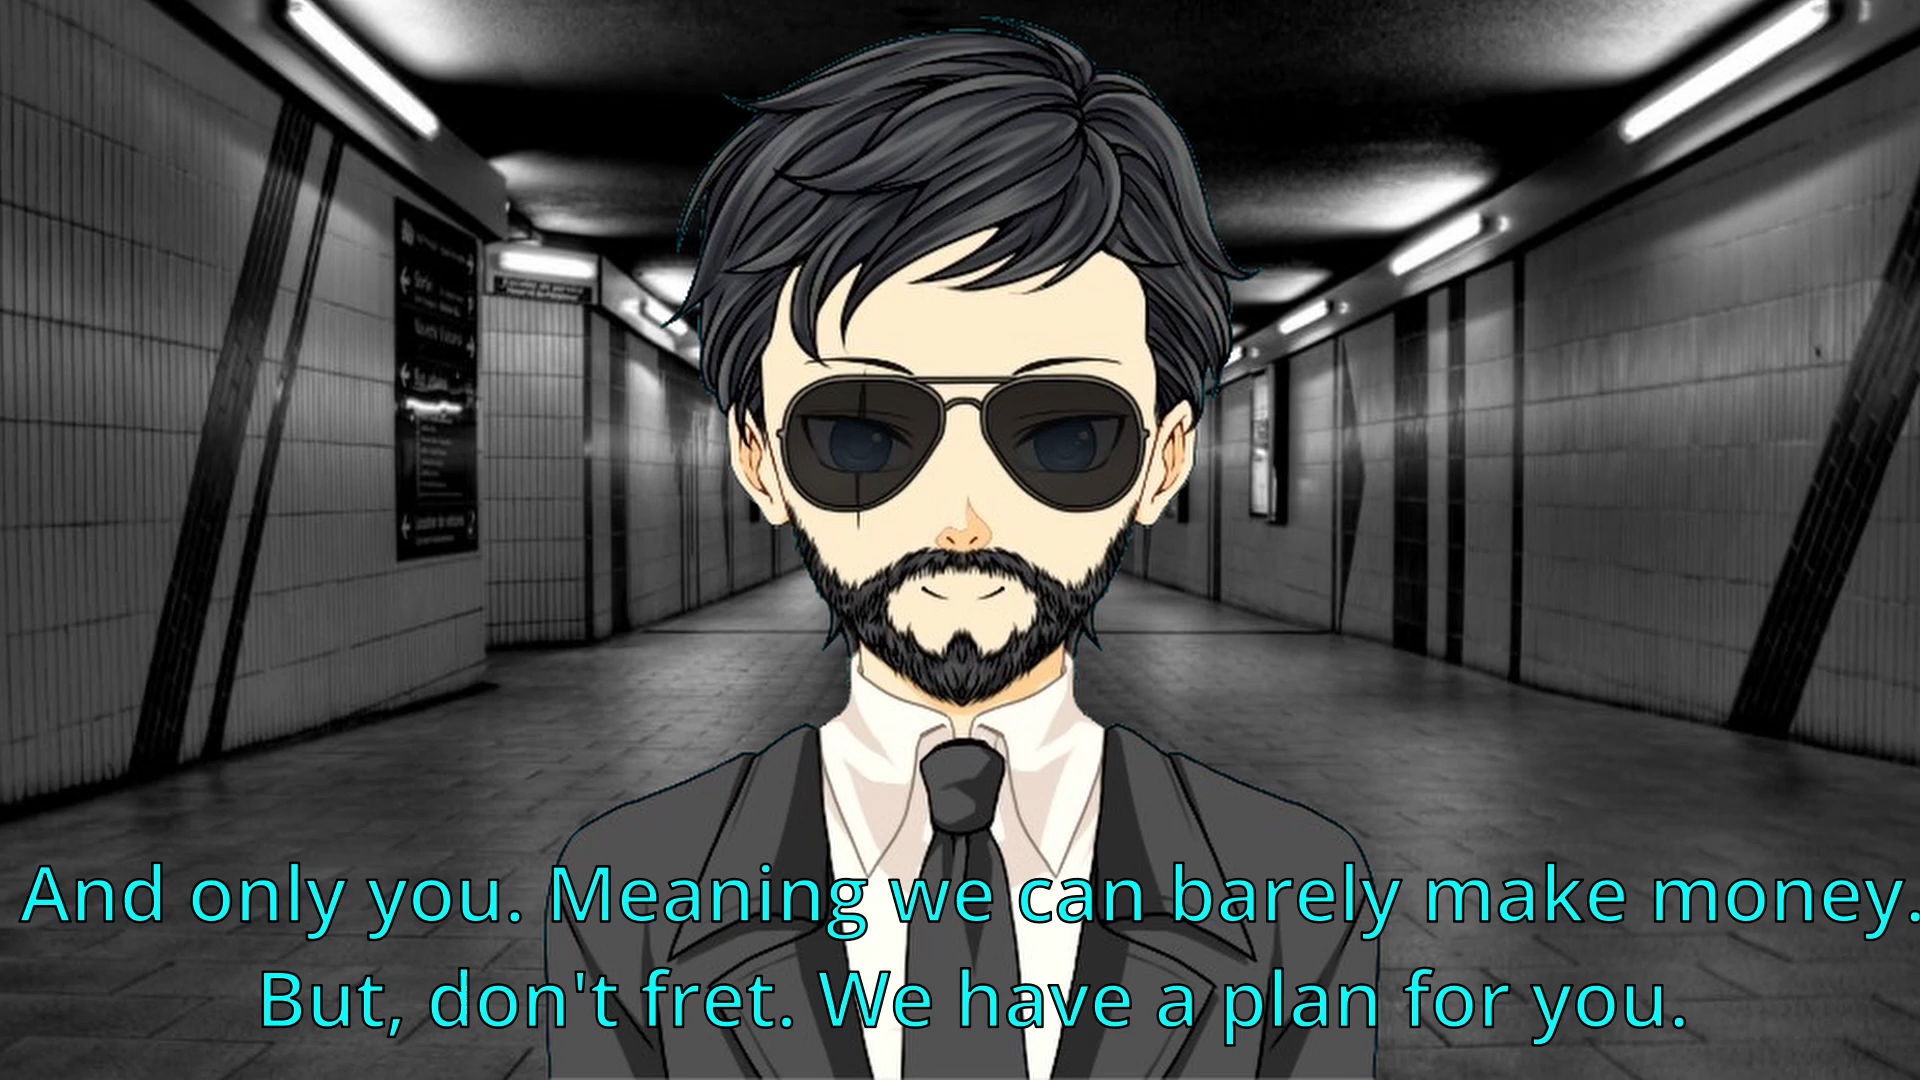 And only you. Meaning we can barely make money.
But, don't fret. We have a plan for you.